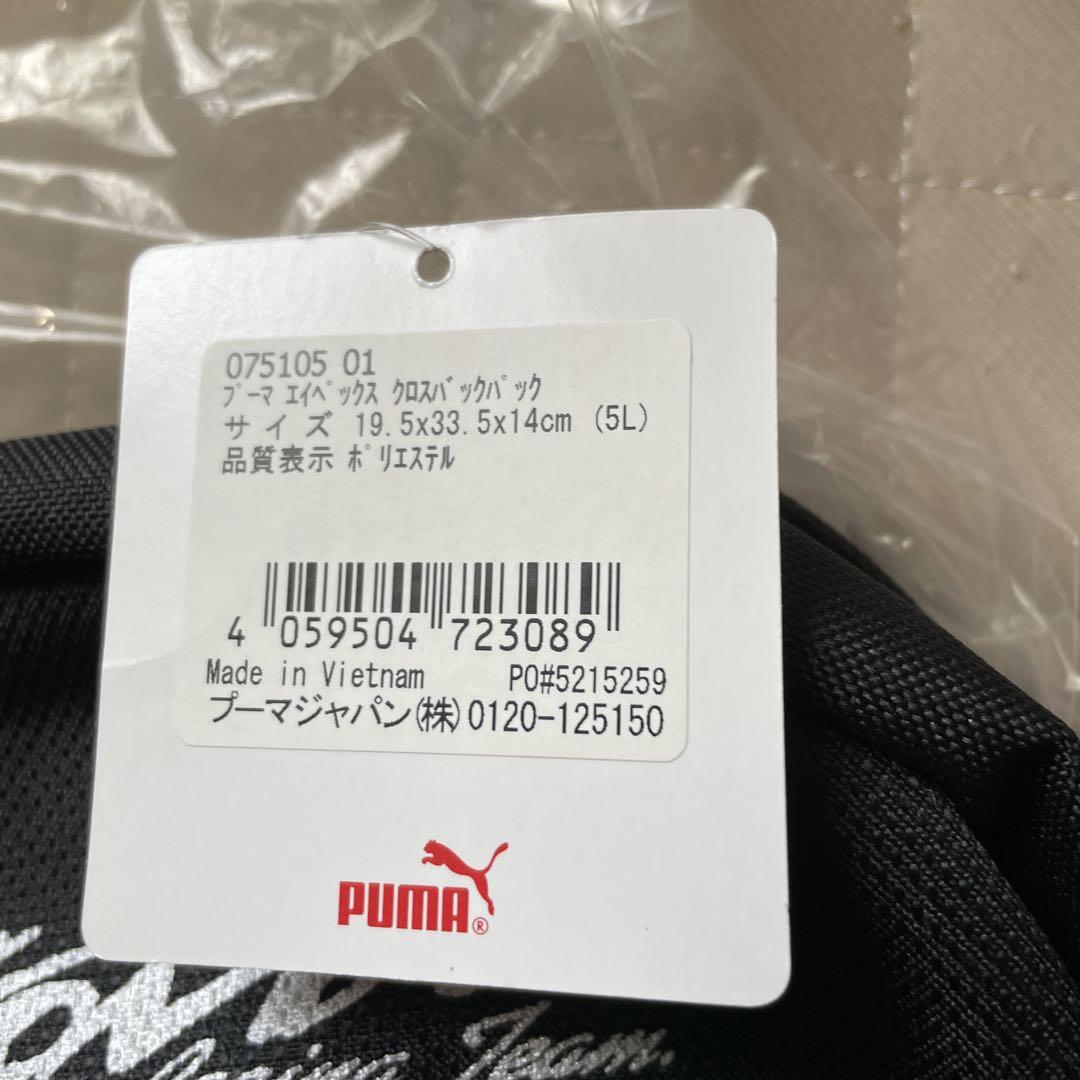 075105 01
ﾌﾟｰﾏ ｴｲﾍﾟｯｸｽ ｸﾛｽﾊﾞｯｸﾊﾟｯｸ
サイズ 19.5x33.5x14cm (5L)
品質表示 ﾎﾟﾘｴｽﾃﾙ
4 059504 723089
Made in Vietnam PO#5215259
プーマジャパン(株)0120-125150
PUMA®
Team.